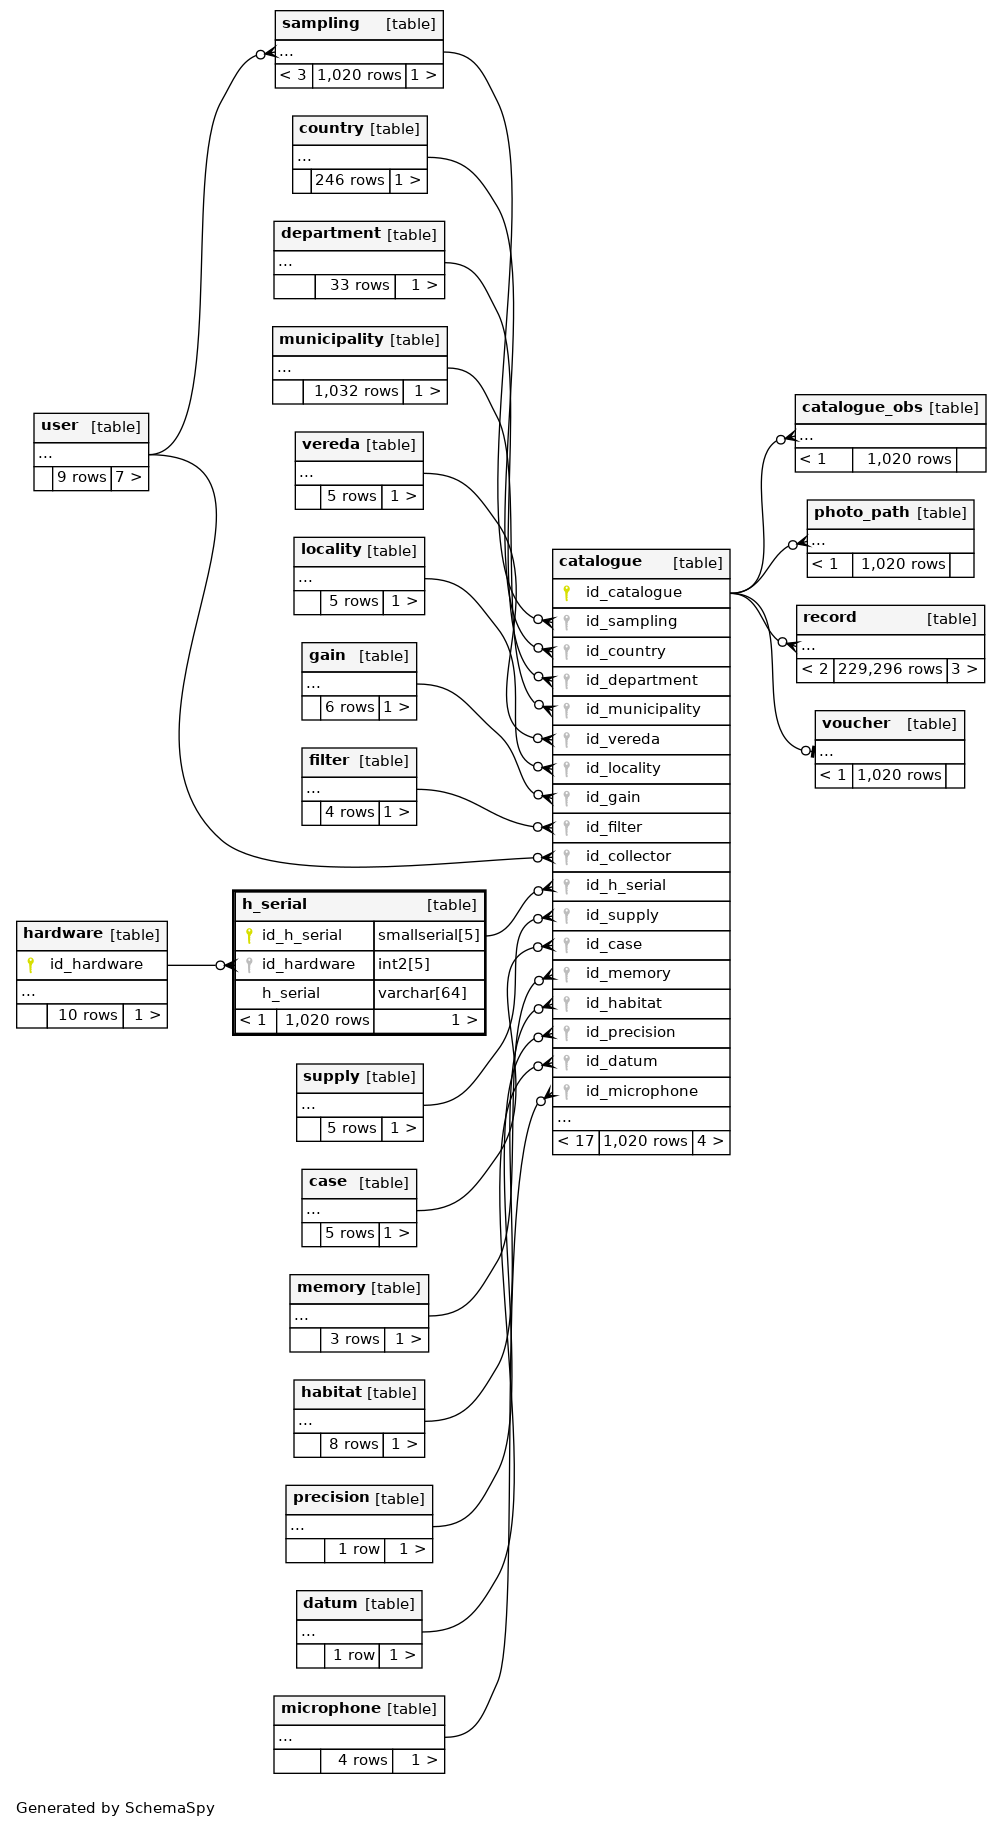 sampling [table]
...
< 3 1,020 rows 1 >
country [table]
...
246 rows 1 >
department [table]
...
33 rows 1 >
municipality [table]
...
1,032 rows 1 >
user [table]
...
9 rows 7 >
vereda [table]
...
5 rows 1 >
locality [table]
...
5 rows 1 >
gain [table]
...
6 rows 1 >
filter [table]
...
4 rows 1 >
hardware [table]
id_hardware
...
10 rows 1 >
h_serial [table]
id_h_serial smallserial[5]
id_hardware int2[5]
h_serial varchar[64]
< 1 1,020 rows 1 >
supply [table]
...
5 rows 1 >
case [table]
...
5 rows 1 >
memory [table]
...
3 rows 1 >
habitat [table]
...
8 rows 1 >
precision [table]
...
1 row 1 >
datum [table]
...
1 row 1 >
microphone [table]
...
4 rows 1 >
catalogue [table]
id_catalogue
id_sampling
id_country
id_department
id_municipality
id_vereda
id_locality
id_gain
id_filter
id_collector
id_h_serial
id_supply
id_case
id_memory
id_habitat
id_precision
id_datum
id_microphone
...
< 17 1,020 rows 4 >
catalogue_obs [table]
...
< 1 1,020 rows
photo_path [table]
...
< 1 1,020 rows
record [table]
...
< 2 229,296 rows 3 >
voucher [table]
...
< 1 1,020 rows
Generated by SchemaSpy